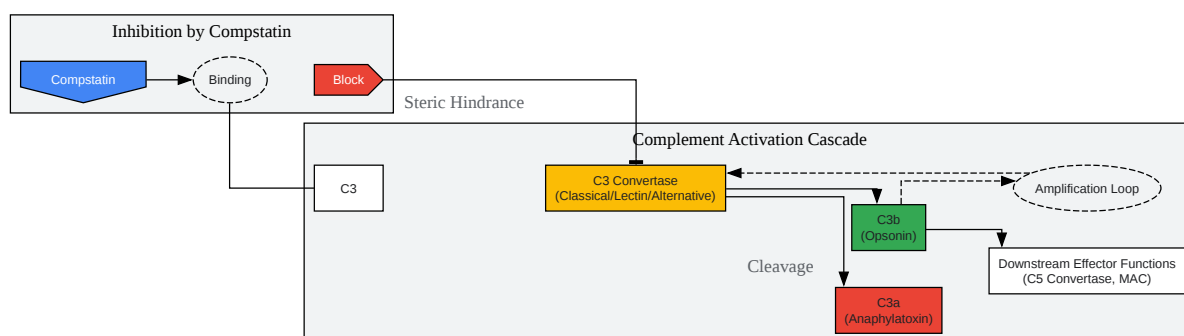 Inhibition by Compstatin
Compstatin
Binding
Block
Steric Hindrance
Complement Activation Cascade
C3
C3 Convertase
(Classical/Lectin/Alternative)
Amplification Loop
C3b
(Opsonin)
Downstream Effector Functions
(C5 Convertase, MAC)
Cleavage
C3a
(Anaphylatoxin)